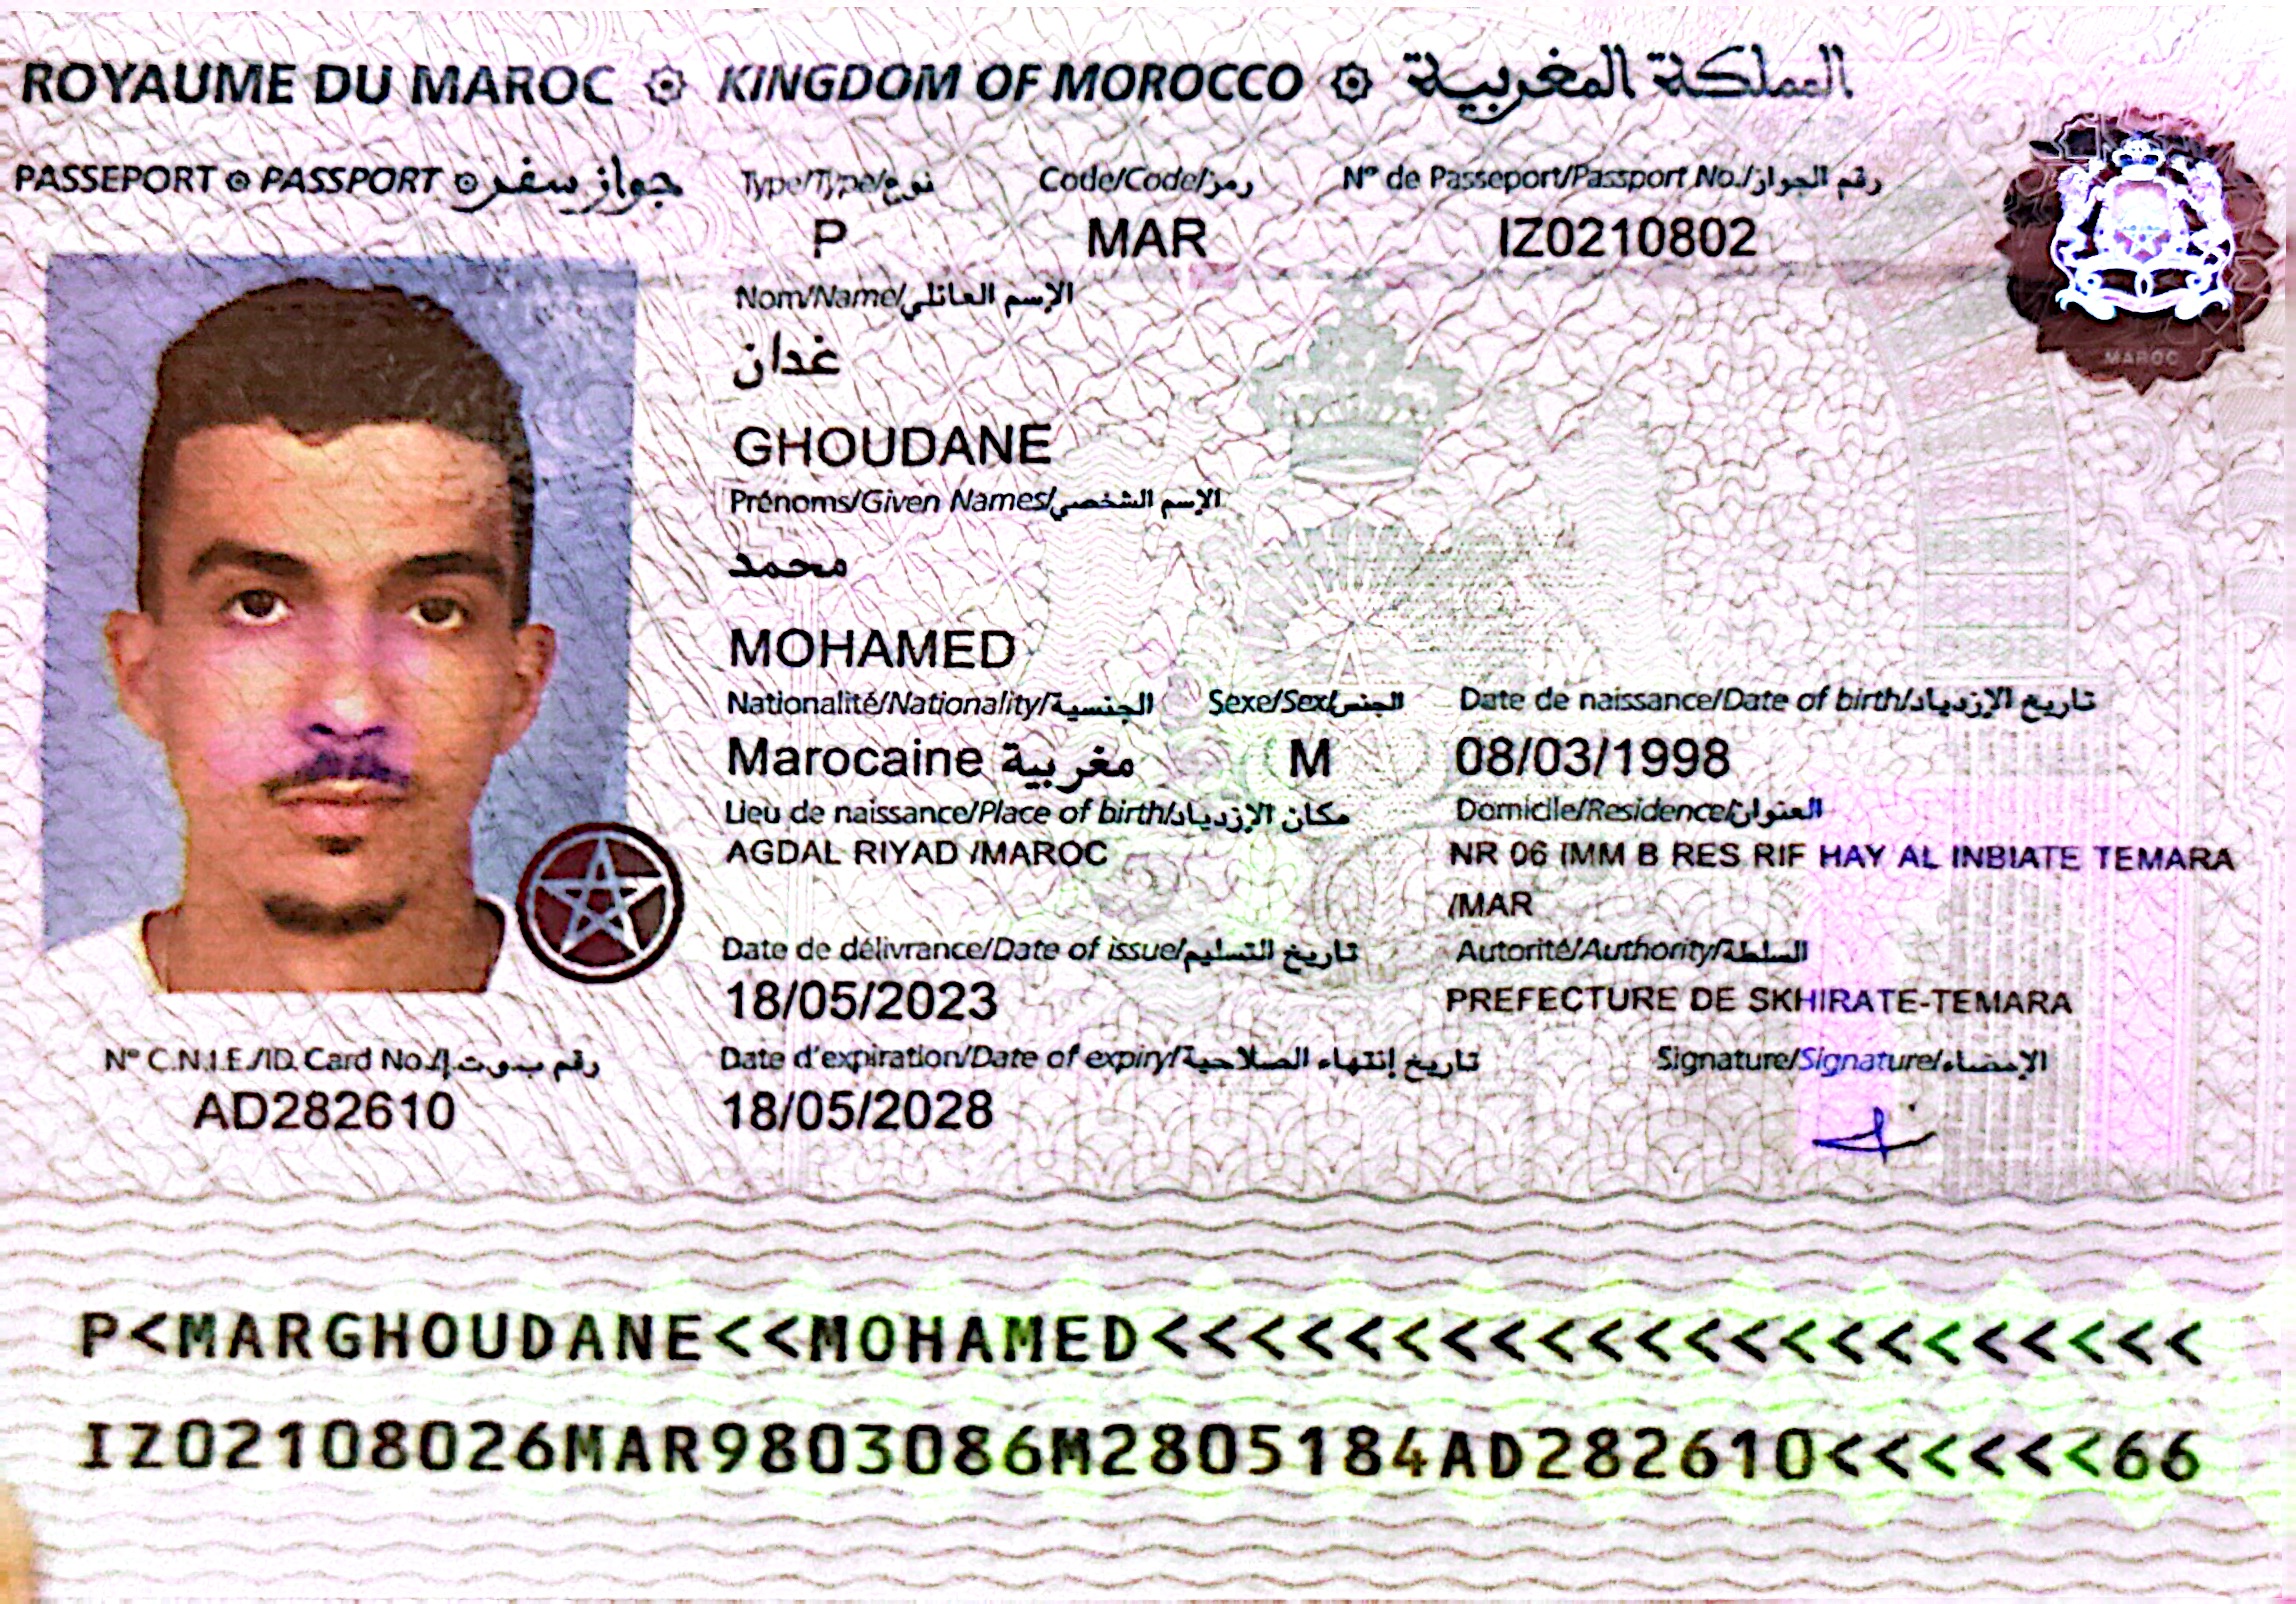 ROYAUME DU MAROC KINGDOM OF MOROCCO المملكة المغربية
PASSEPORT PASSPORT جواز سفر
Type/Type/نوع Code/Code/رمز N° de Passeport/Passport No./رقم الجواز
P MAR IZ0210802
MAROC
Nom/Name/الإسم العائلي
غدان
GHOUDANE
Prénoms/Given Names/الإسم الشخصي
محمد
MOHAMED
Nationalité/Nationality/الجنسية Sexe/Sex/الجنس Date de naissance/Date of birth/تاريخ الإزدياد
Marocaine مغربية M 08/03/1998
Lieu de naissance/Place of birth/مكان الإزدياد Domicile/Residence/العنوان
AGDAL RIYAD /MAROC NR 06 IMM B RES RIF HAY AL INBIATE TEMARA
/MAR
Date de délivrance/Date of issue/تاريخ التسليم Autorité/Authority/السلطة
18/05/2023 PREFECTURE DE SKHIRATE-TEMARA
N° C.N.I.E./ID. Card No./رقم ب.و.ت.إ Date d'expiration/Date of expiry/تاريخ إنتهاء الصلاحية Signature/Signature/الإمضاء
AD282610 18/05/2028
P<MARGHOUDANE<<MOHAMED<<<<<<<<<<<<<<<<<<<<<<
IZ02108026MAR9803086M2805184AD282610<<<<<<66